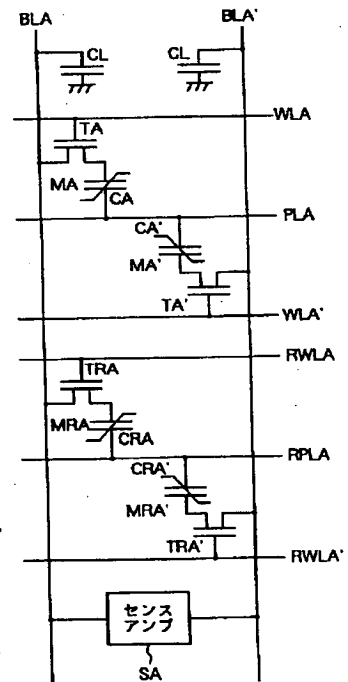 BLA BLA'
CL CL
TA WLA
MA CA PLA
CA'
MA'
TA'
WLA'
RWLA
TRA
MRA CRA
RPLA
CRA'
MRA'
TRA'
RWLA'
センス
アンプ
SA